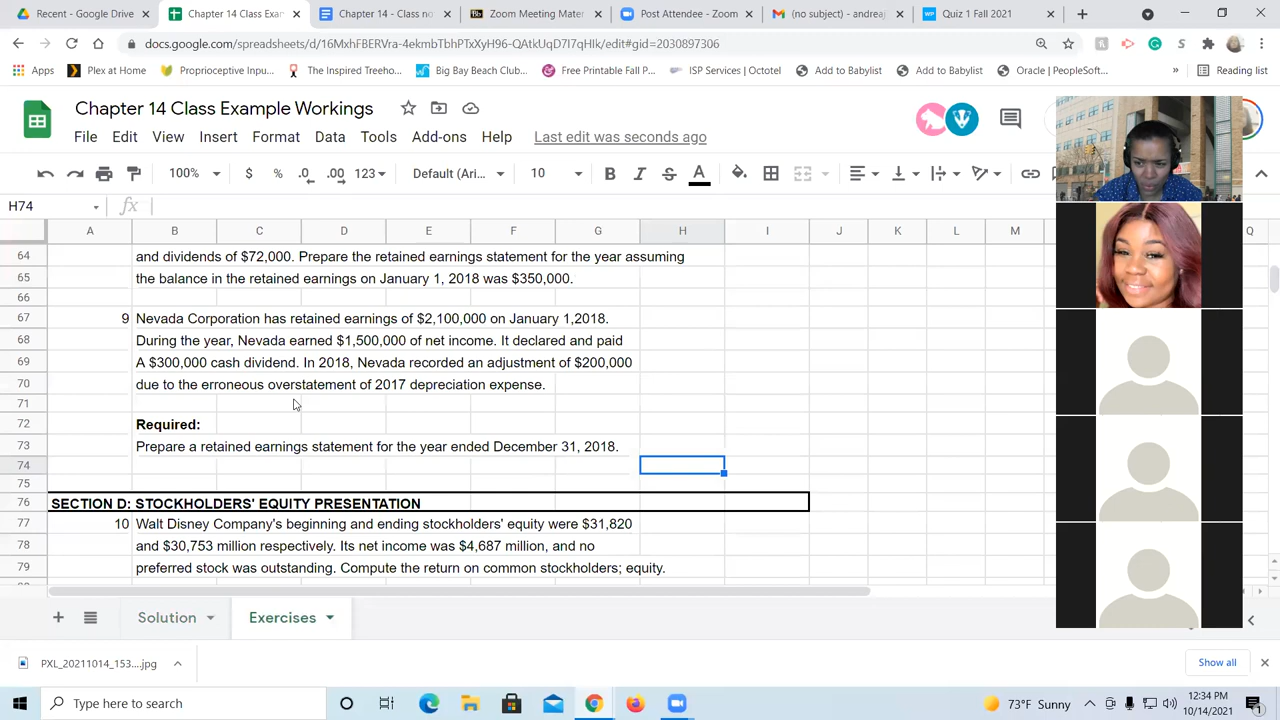 Recent - Google Drive
Chapter 14 Class Exam
Chapter 14 - Class no
Zoom Meeting Mater
Post Attendee - Zoom
(no subject) - andreaj
Quiz 1 Fall 2021
docs.google.com/spreadsheets/d/
edit#gid=2030897306
Apps
Plex at Home
Proprioceptive Inpu...
The Inspired Treeho...
Big Bay Beach Club...
Free Printable Fall P...
ISP Services | Octotel
Add to Babylist
Add to Babylist
Oracle | PeopleSoft...
»
Reading list
Chapter 14 Class Example Workings
File Edit View Insert Format Data Tools Add-ons Help Last edit was seconds ago
100% $ % .0 .00 123 Default (Ari... 10 B I S A
H74 fx
A B C D E F G H I J K L M Q
64 and dividends of $72,000. Prepare the retained earnings statement for the year assuming
65 the balance in the retained earnings on January 1, 2018 was $350,000.
66
67 9 Nevada Corporation has retained earnings of $2,100,000 on January 1,2018.
68 During the year, Nevada earned $1,500,000 of net income. It declared and paid
69 A $300,000 cash dividend. In 2018, Nevada recorded an adjustment of $200,000
70 due to the erroneous overstatement of 2017 depreciation expense.
71
72 Required:
73 Prepare a retained earnings statement for the year ended December 31, 2018.
74
75
76 SECTION D: STOCKHOLDERS' EQUITY PRESENTATION
77 10 Walt Disney Company's beginning and ending stockholders' equity were $31,820
78 and $30,753 million respectively. Its net income was $4,687 million, and no
79 preferred stock was outstanding. Compute the return on common stockholders; equity.
+ Solution Exercises
PXL_20211014_153....jpg
Show all
Type here to search
73°F Sunny
12:34 PM
10/14/2021
1